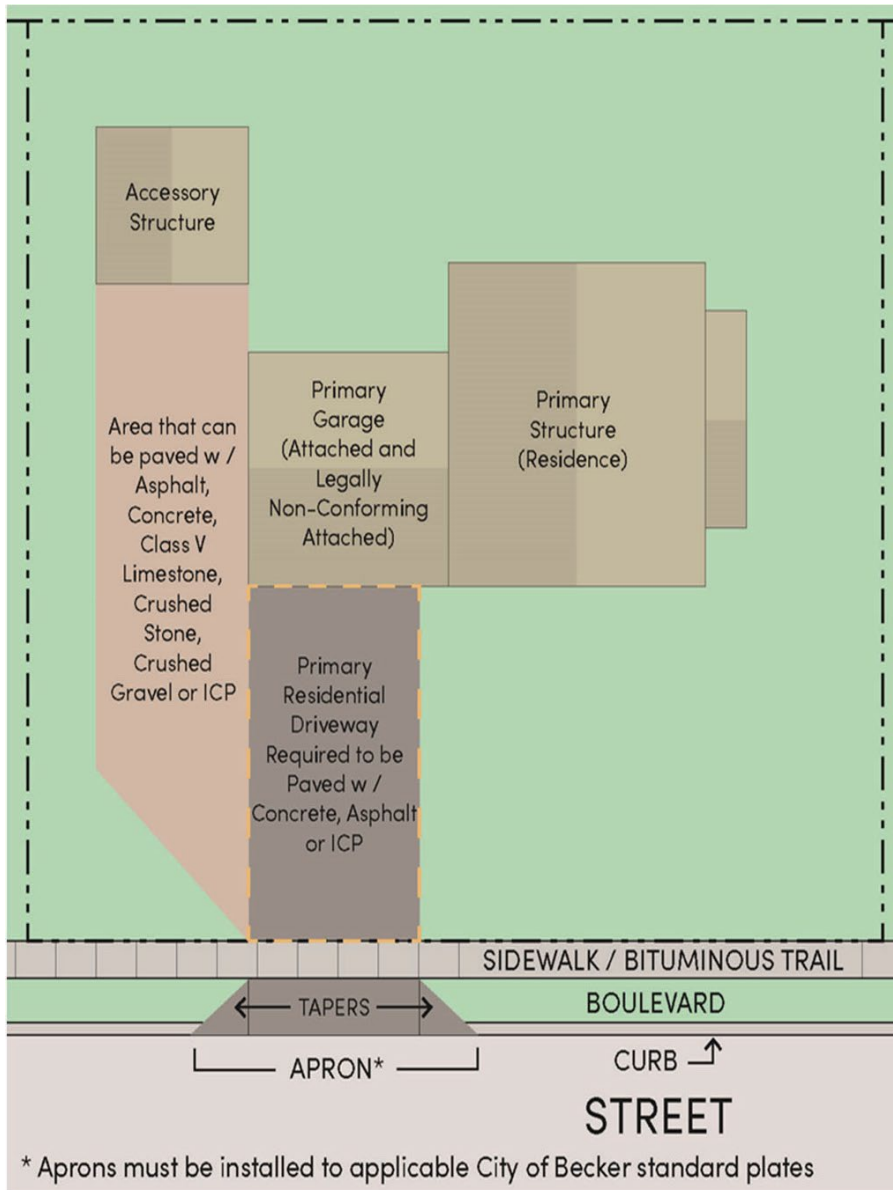 Accessory
Structure
Primary
Garage
(Attached and
Legally
Non-Conforming
Attached)
Primary
Structure
(Residence)
Area that can
be paved w /
Asphalt,
Concrete,
Class V
Limestone,
Crushed
Stone,
Crushed
Gravel or ICP
Primary
Residential
Driveway
Required to be
Paved w /
Concrete, Asphalt
or ICP
SIDEWALK / BITUMINOUS TRAIL
TAPERS
BOULEVARD
APRON*
CURB
STREET
* Aprons must be installed to applicable City of Becker standard plates